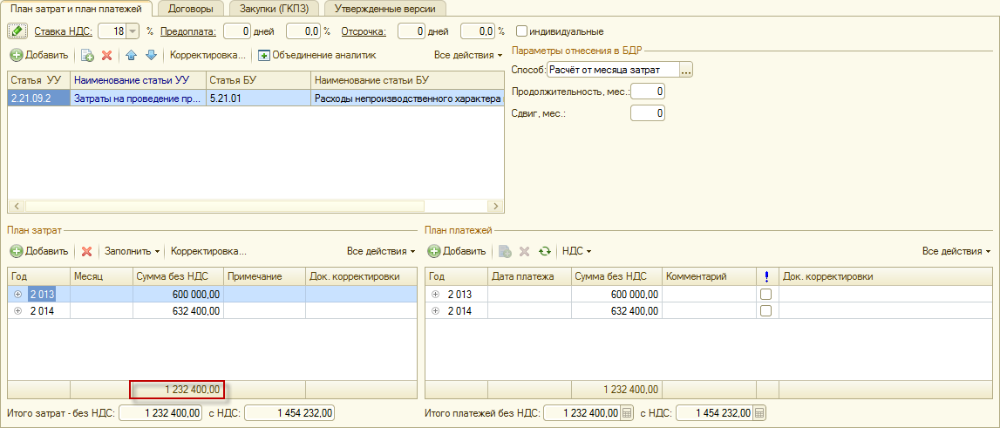 План затрат и план платежей Договоры Закупки (ГКПЗ) Утвержденные версии
Ставка НДС: 18 % Предоплата: 0 дней 0,0 % Отсрочка: 0 дней 0,0 % индивидуальные
Добавить Корректировка... Объединение аналитик Все действия
Параметры отнесения в БДР
Способ: Расчёт от месяца затрат ...
Продолжительность, мес.: 0
Сдвиг, мес.: 0
Статья УУ Наименование статьи УУ Статья БУ Наименование статьи БУ
2.21.09.2 Затраты на проведение пр... 5.21.01 Расходы непроизводственного характера
План затрат
Добавить Заполнить Корректировка... Все действия
Год Месяц Сумма без НДС Примечание Док. корректировки
2 013 600 000,00
2 014 632 400,00
1 232 400,00
Итого затрат - без НДС: 1 232 400,00 с НДС: 1 454 232,00
План платежей
Добавить НДС Все действия
Год Дата платежа Сумма без НДС Комментарий ! Док. корректировки
2 013 600 000,00
2 014 632 400,00
1 232 400,00
Итого платежей без НДС: 1 232 400,00 с НДС: 1 454 232,00